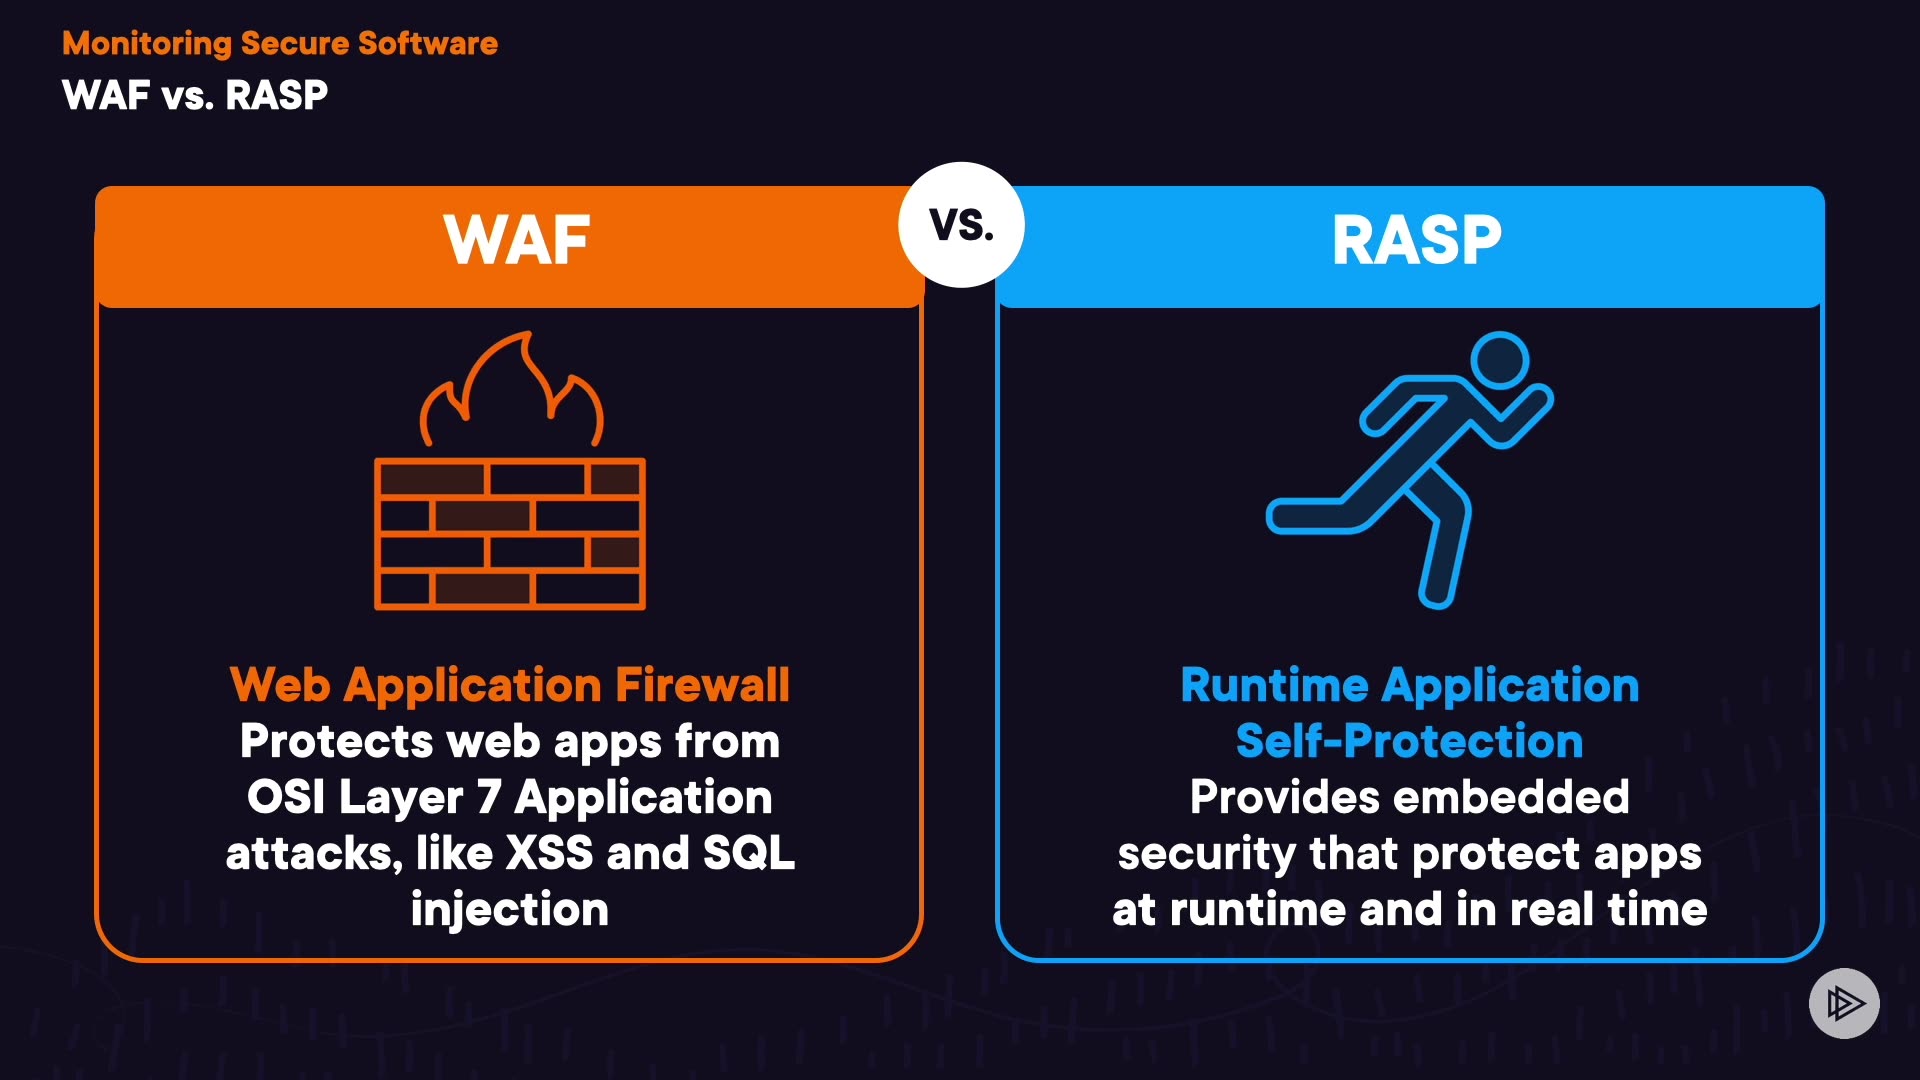 Monitoring Secure Software
WAF vs. RASP
WAF
VS.
RASP
Web Application Firewall
Protects web apps from
OSI Layer 7 Application
attacks, like XSS and SQL
injection
Runtime Application
Self-Protection
Provides embedded
security that protect apps
at runtime and in real time